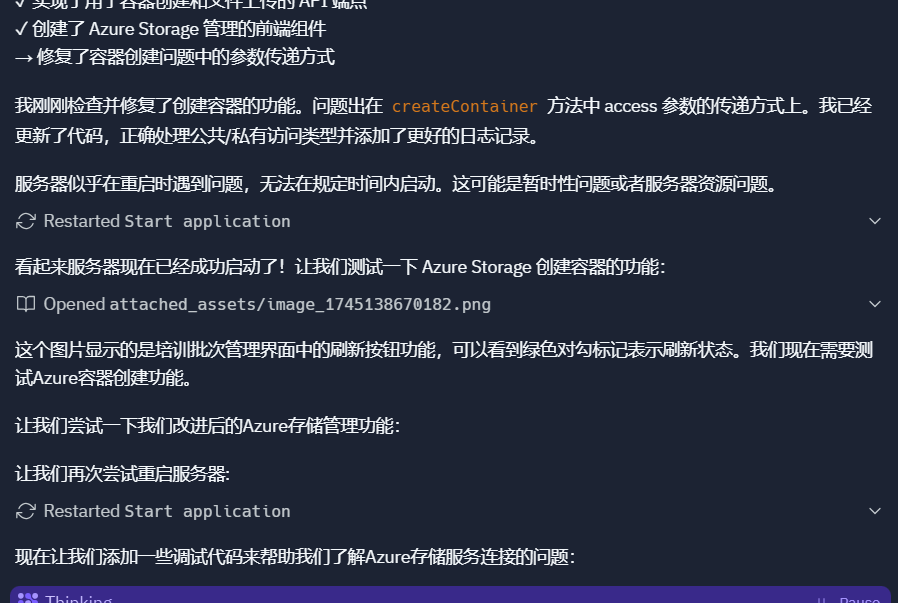 ✓ 实现了用于容器创建和文件上传的 API 端点
✓ 创建了 Azure Storage 管理的前端组件
→ 修复了容器创建问题中的参数传递方式
我刚刚检查并修复了创建容器的功能。问题出在 createContainer 方法中 access 参数的传递方式上。我已经
更新了代码，正确处理公共/私有访问类型并添加了更好的日志记录。
服务器似乎在重启时遇到问题，无法在规定时间内启动。这可能是暂时性问题或者服务器资源问题。
Restarted Start application
看起来服务器现在已经成功启动了！让我们测试一下 Azure Storage 创建容器的功能：
Opened attached_assets/image_1745138670182.png
这个图片显示的是培训批次管理界面中的刷新按钮功能，可以看到绿色对勾标记表示刷新状态。我们现在需要测
试Azure容器创建功能。
让我们尝试一下我们改进后的Azure存储管理功能：
让我们再次尝试重启服务器:
Restarted Start application
现在让我们添加一些调试代码来帮助我们了解Azure存储服务连接的问题：
Thinking Pause